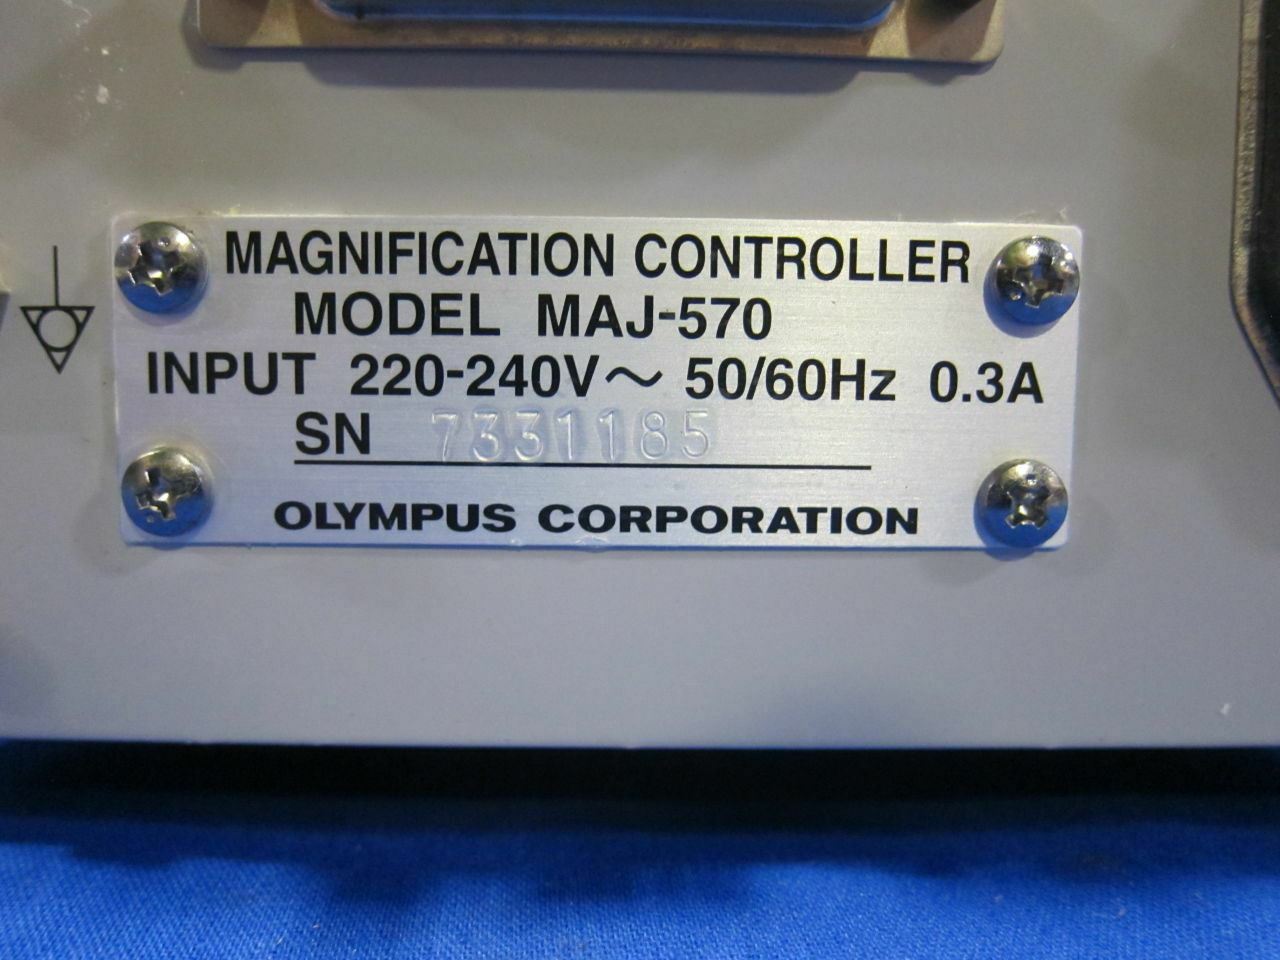 MAGNIFICATION CONTROLLER
MODEL MAJ-570
INPUT 220-240V～ 50/60Hz 0.3A
SN 7331185
OLYMPUS CORPORATION